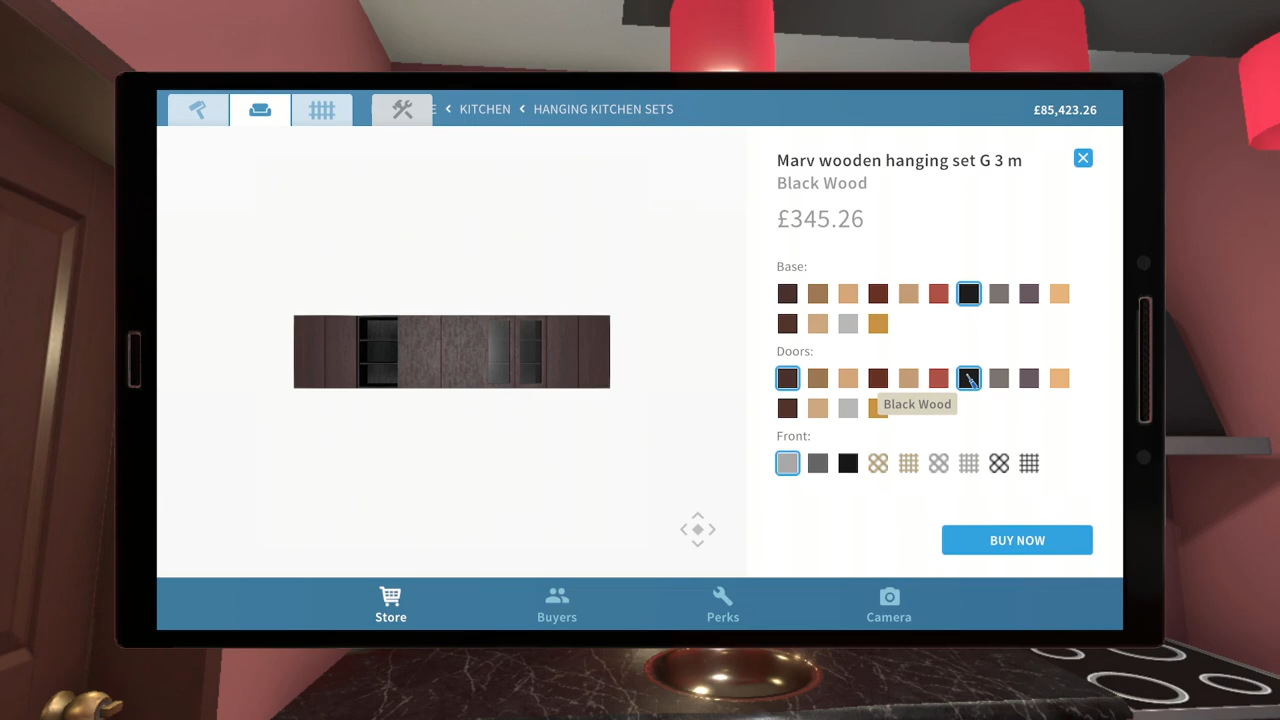 E < KITCHEN < HANGING KITCHEN SETS
£85,423.26
Marv wooden hanging set G 3 m
Black Wood
£345.26
Base:
Doors:
Black Wood
Front:
BUY NOW
Store
Buyers
Perks
Camera